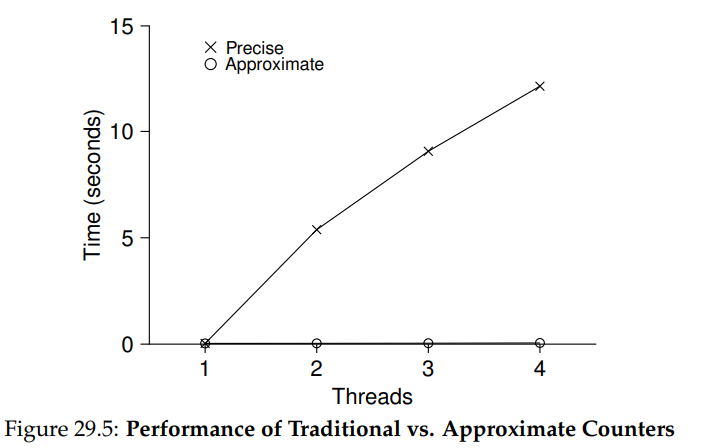 15
Precise
Approximate
10
Time (seconds)
5
0
1 2 3 4
Threads
Figure 29.5: Performance of Traditional vs. Approximate Counters